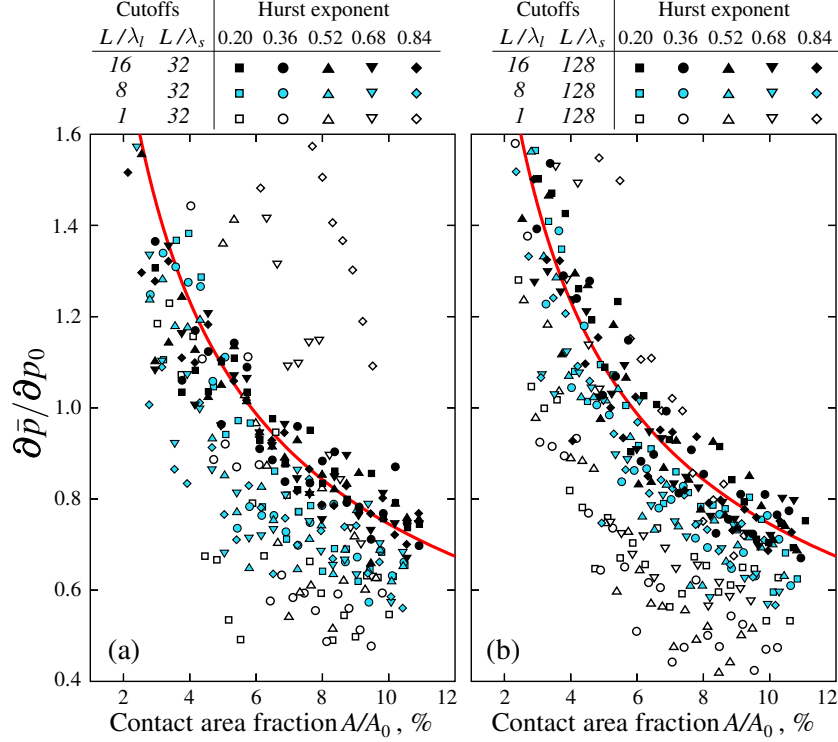 Cutoffs Hurst exponent Cutoffs Hurst exponent
L/λl L/λs 0.20 0.36 0.52 0.68 0.84 L/λl L/λs 0.20 0.36 0.52 0.68 0.84
16 32 16 128
8 32 8 128
1 32 1 128
1.6
1.4
1.2
1.0
0.8
0.6
0.4
∂p̄/∂p0
(a) (b)
2 4 6 8 10 12 2 4 6 8 10 12
Contact area fraction A/A0 , % Contact area fraction A/A0 , %